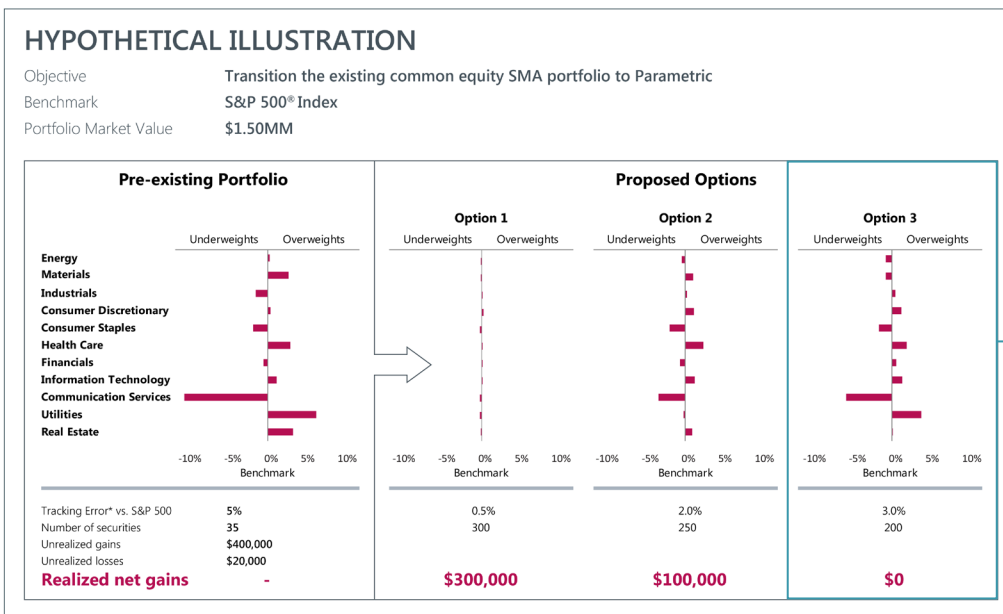 HYPOTHETICAL ILLUSTRATION
Objective Transition the existing common equity SMA portfolio to Parametric
Benchmark S&P 500® Index
Portfolio Market Value $1.50MM
Pre-existing Portfolio Proposed Options
Option 1 Option 2 Option 3
Underweights Overweights Underweights Overweights Underweights Overweights Underweights Overweights
Energy
Materials
Industrials
Consumer Discretionary
Consumer Staples
Health Care
Financials
Information Technology
Communication Services
Utilities
Real Estate
-10% -5% 0% 5% 10% -10% -5% 0% 5% 10% -10% -5% 0% 5% 10% -10% -5% 0% 5% 10%
Benchmark Benchmark Benchmark Benchmark
Tracking Error* vs. S&P 500 5% 0.5% 2.0% 3.0%
Number of securities 35 300 250 200
Unrealized gains $400,000
Unrealized losses $20,000
Realized net gains - $300,000 $100,000 $0